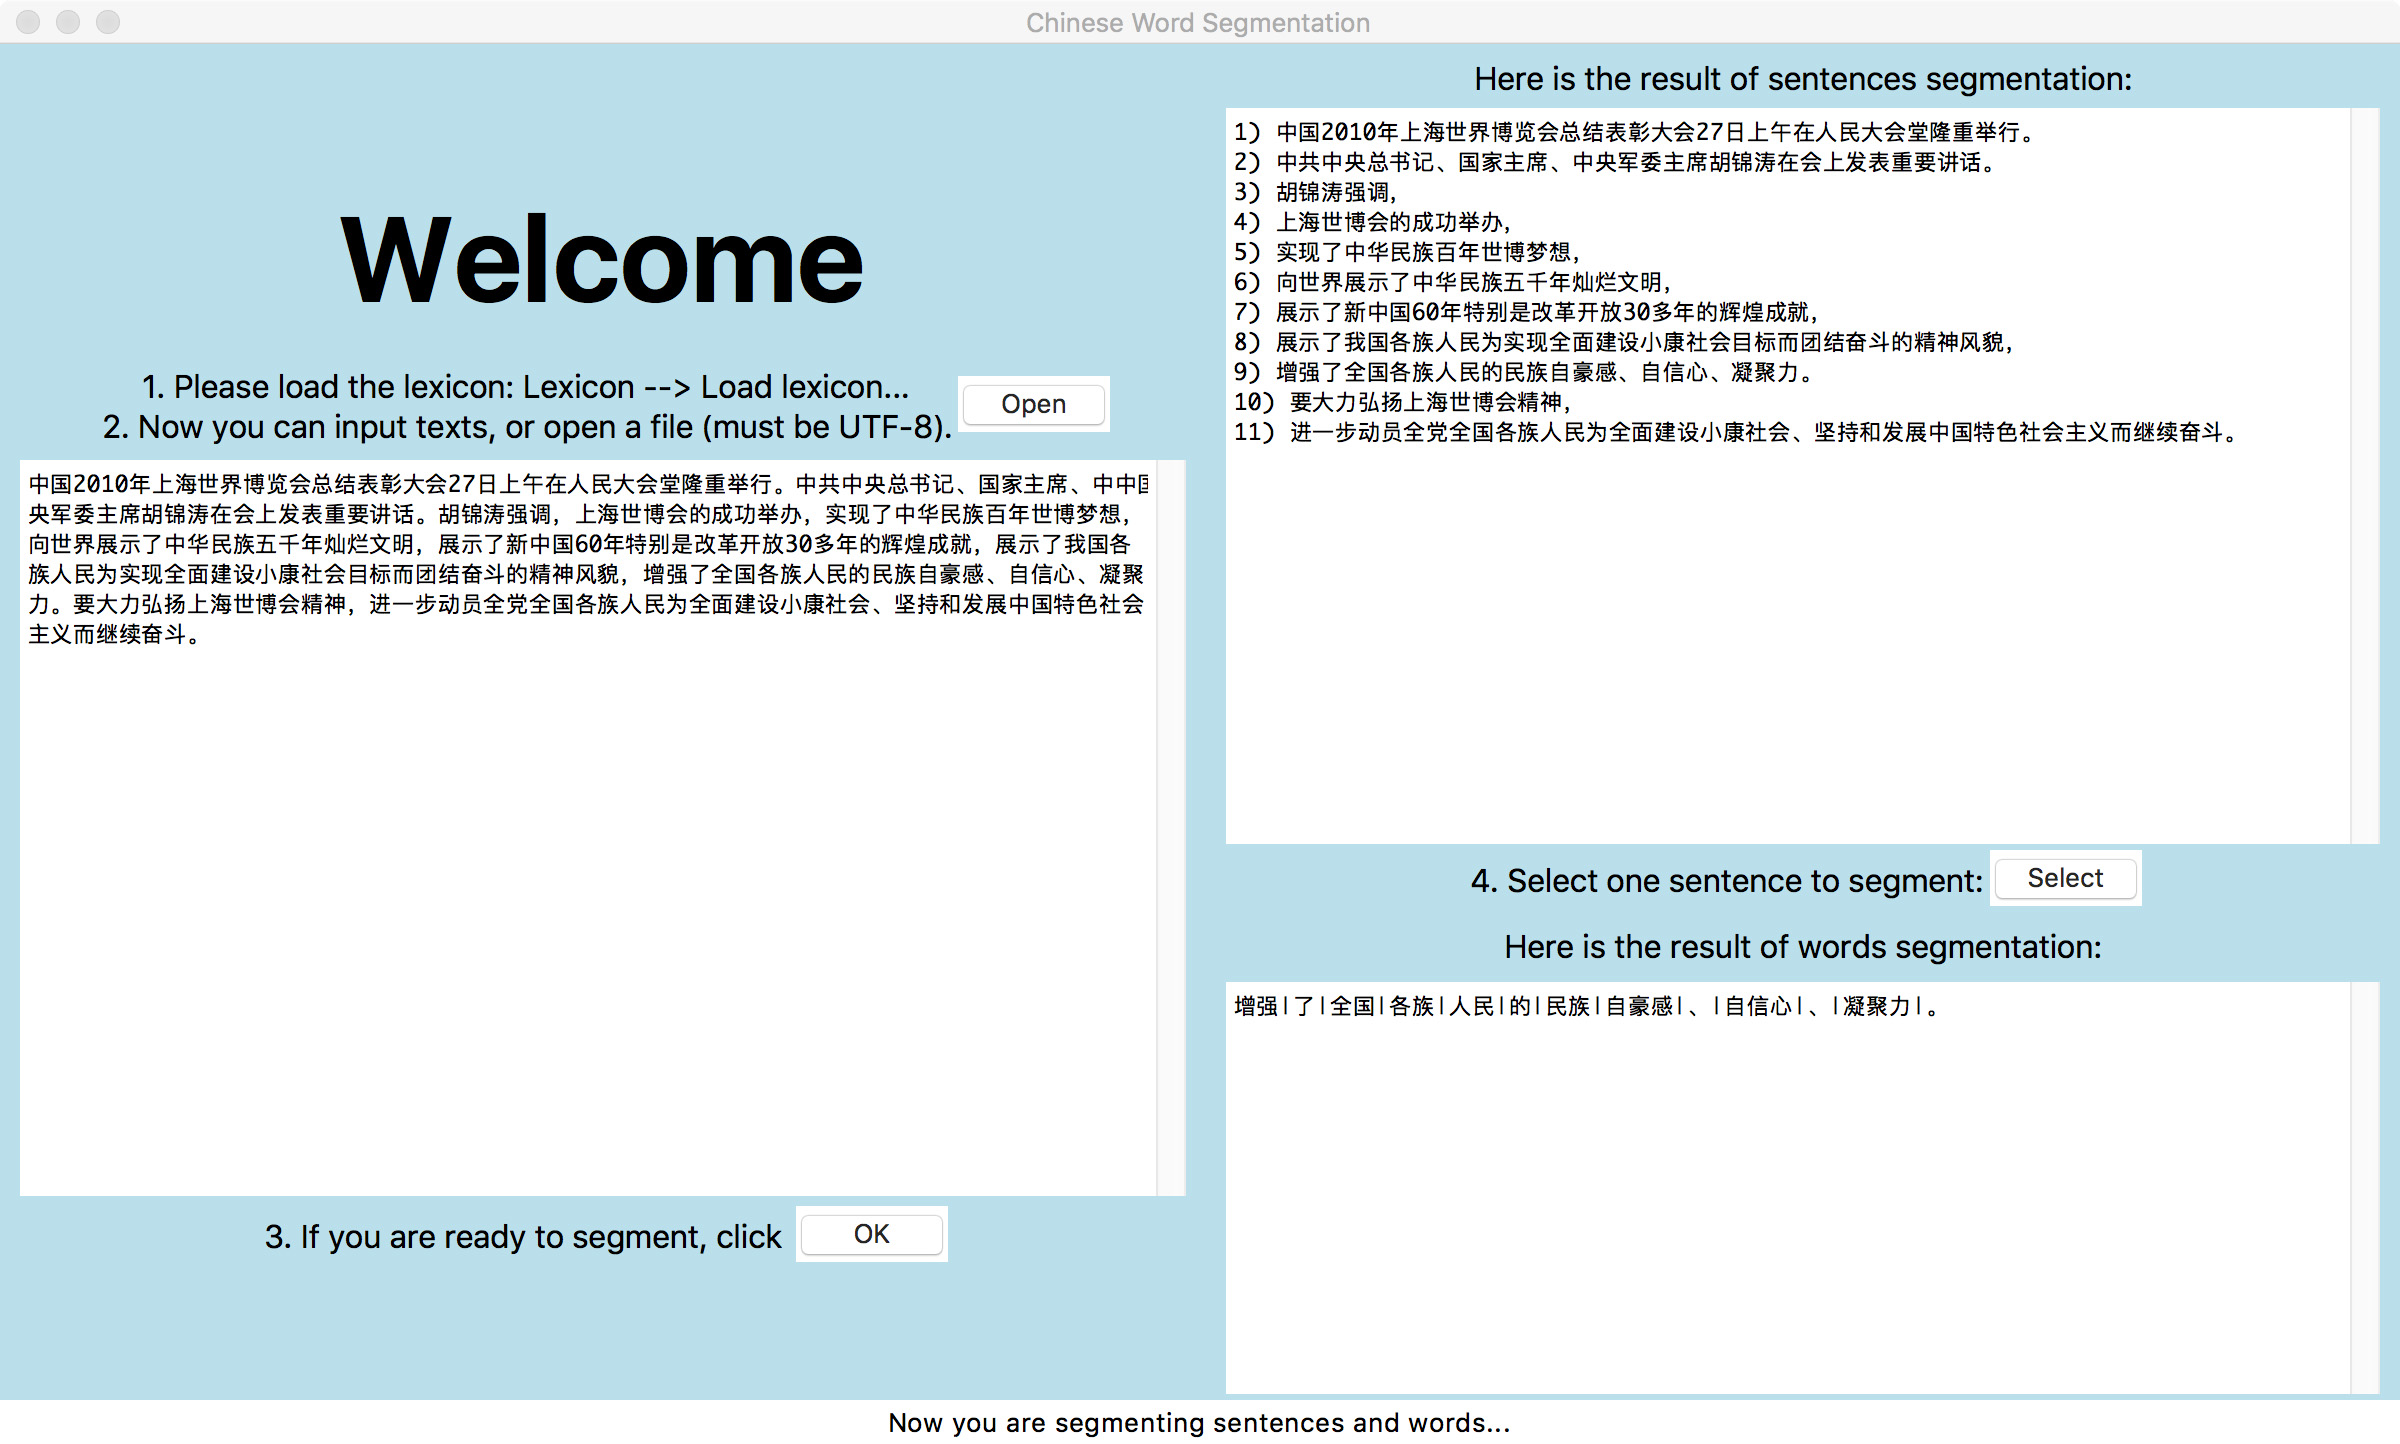 Chinese Word Segmentation
Welcome
1. Please load the lexicon: Lexicon --> Load lexicon...
2. Now you can input texts, or open a file (must be UTF-8).
Open
中国2010年上海世界博览会总结表彰大会27日上午在人民大会堂隆重举行。中共中央总书记、国家主席、中中国
央军委主席胡锦涛在会上发表重要讲话。胡锦涛强调，上海世博会的成功举办，实现了中华民族百年世博梦想，
向世界展示了中华民族五千年灿烂文明，展示了新中国60年特别是改革开放30多年的辉煌成就，展示了我国各
族人民为实现全面建设小康社会目标而团结奋斗的精神风貌，增强了全国各族人民的民族自豪感、自信心、凝聚
力。要大力弘扬上海世博会精神，进一步动员全党全国各族人民为全面建设小康社会、坚持和发展中国特色社会
主义而继续奋斗。
3. If you are ready to segment, click
OK
Here is the result of sentences segmentation:
1) 中国2010年上海世界博览会总结表彰大会27日上午在人民大会堂隆重举行。
2) 中共中央总书记、国家主席、中央军委主席胡锦涛在会上发表重要讲话。
3) 胡锦涛强调，
4) 上海世博会的成功举办，
5) 实现了中华民族百年世博梦想，
6) 向世界展示了中华民族五千年灿烂文明，
7) 展示了新中国60年特别是改革开放30多年的辉煌成就，
8) 展示了我国各族人民为实现全面建设小康社会目标而团结奋斗的精神风貌，
9) 增强了全国各族人民的民族自豪感、自信心、凝聚力。
10) 要大力弘扬上海世博会精神，
11) 进一步动员全党全国各族人民为全面建设小康社会、坚持和发展中国特色社会主义而继续奋斗。
4. Select one sentence to segment:
Select
Here is the result of words segmentation:
增强|了|全国|各族|人民|的|民族|自豪感|、|自信心|、|凝聚力|。
Now you are segmenting sentences and words...